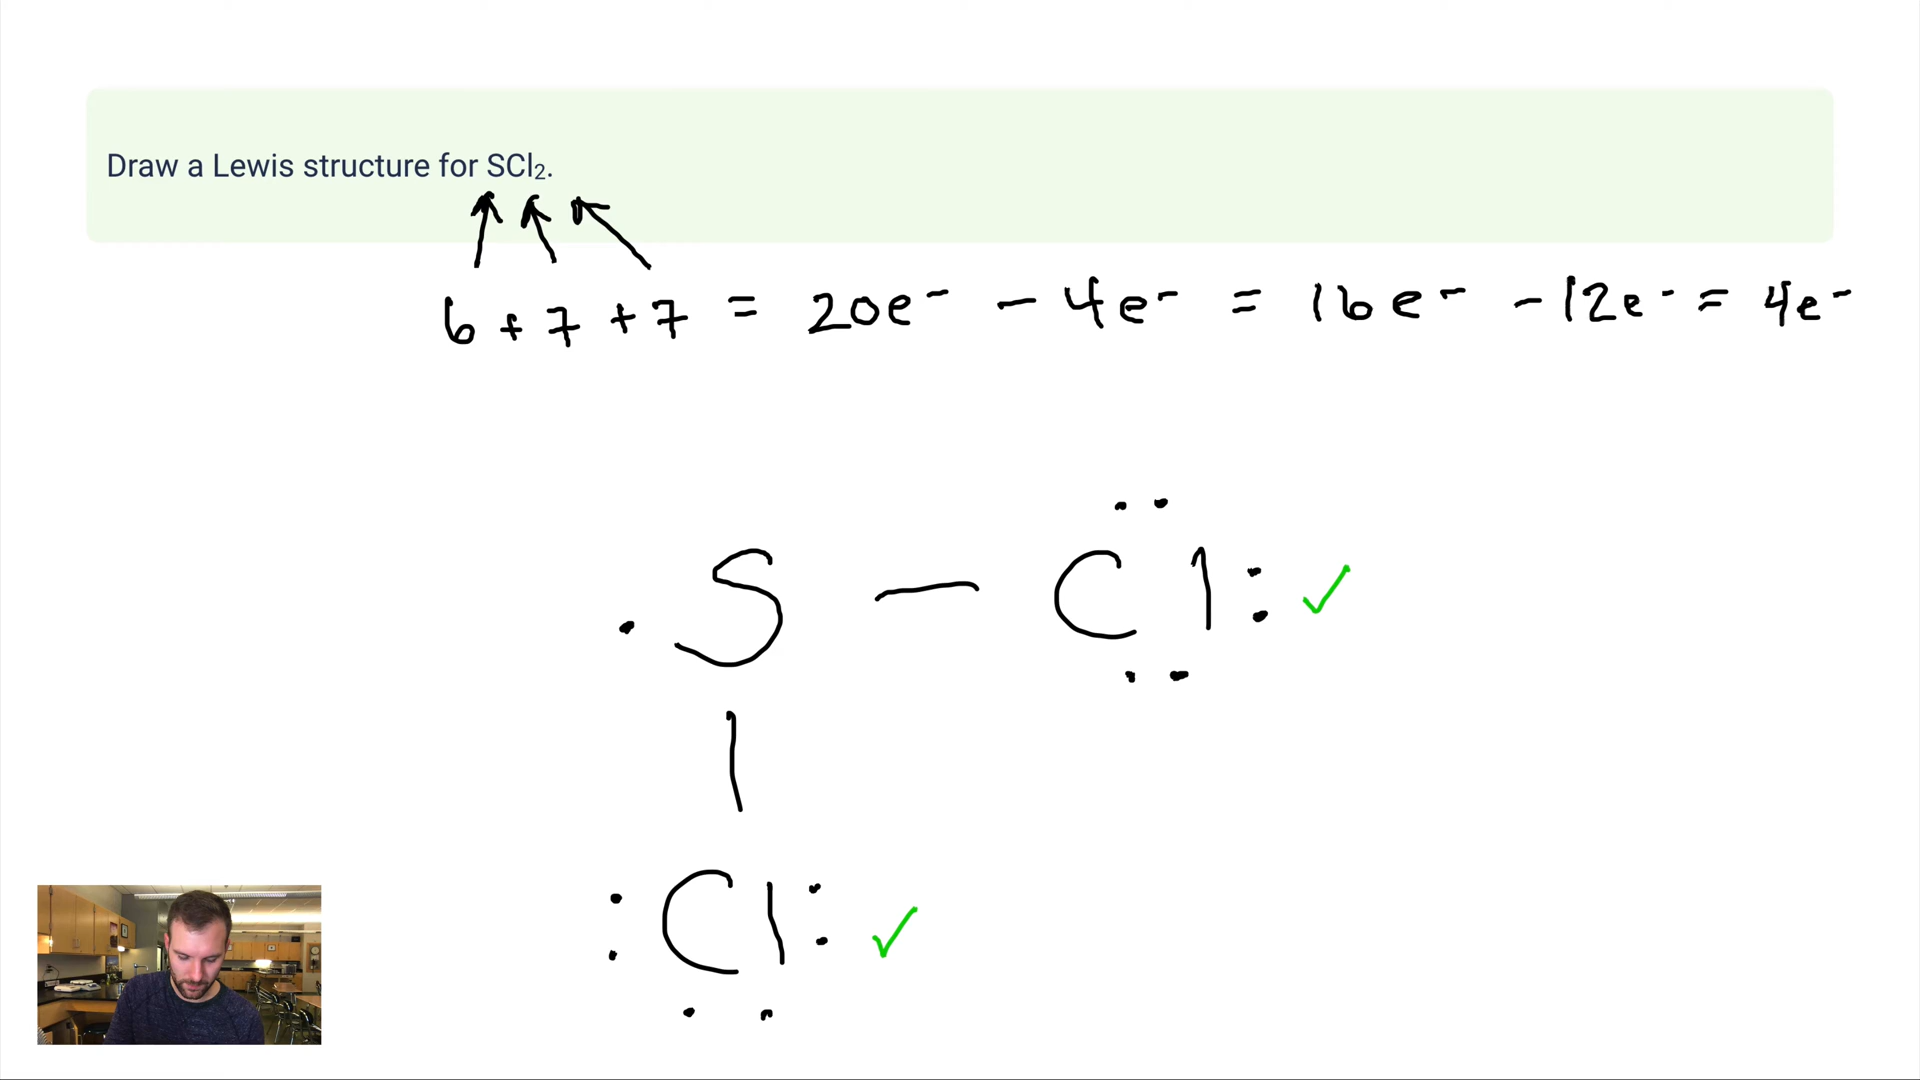 Draw a Lewis structure for SCl₂.
6 + 7 + 7 = 20e⁻ - 4e⁻ = 16e⁻ - 12e⁻ = 4e⁻
S — Cl
Cl